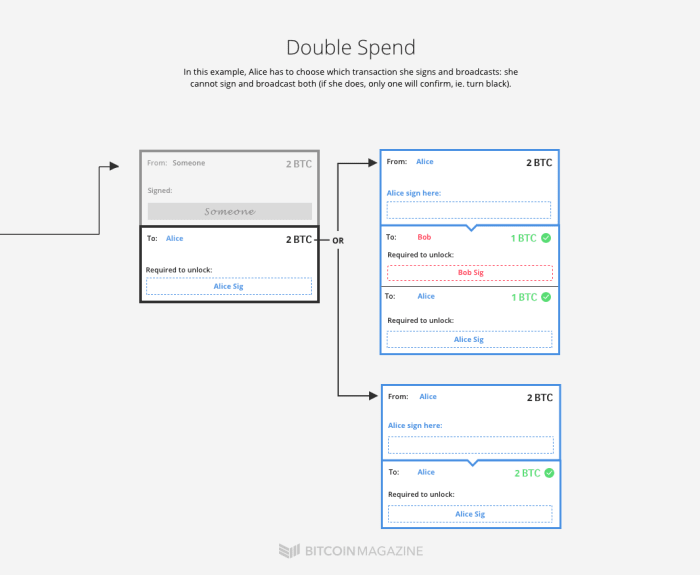 Double Spend
In this example, Alice has to choose which transaction she signs and broadcasts: she
cannot sign and broadcast both (if she does, only one will confirm, ie. turn black).
From: Someone 2 BTC
Signed:
Someone
To: Alice 2 BTC
Required to unlock:
Alice Sig
OR
From: Alice 2 BTC
Alice sign here:
To: Bob 1 BTC
Required to unlock:
Bob Sig
To: Alice 1 BTC
Required to unlock:
Alice Sig
From: Alice 2 BTC
Alice sign here:
To: Alice 2 BTC
Required to unlock:
Alice Sig
BITCOINMAGAZINE